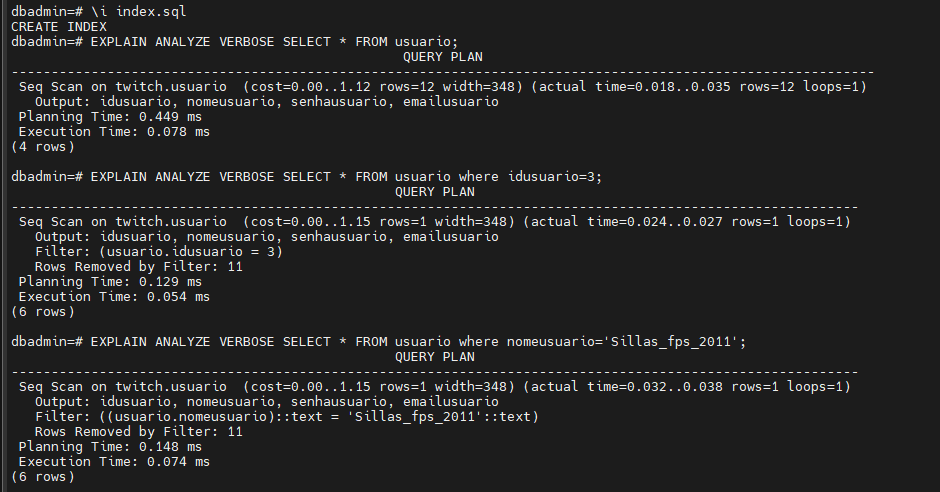 dbadmin=# \i index.sql
CREATE INDEX
dbadmin=# EXPLAIN ANALYZE VERBOSE SELECT * FROM usuario;
QUERY PLAN
------------------------------------------------------------------------------------------------------------
Seq Scan on twitch.usuario  (cost=0.00..1.12 rows=12 width=348) (actual time=0.018..0.035 rows=12 loops=1)
Output: idusuario, nomeusuario, senhausuario, emailusuario
Planning Time: 0.449 ms
Execution Time: 0.078 ms
(4 rows)
dbadmin=# EXPLAIN ANALYZE VERBOSE SELECT * FROM usuario where idusuario=3;
QUERY PLAN
----------------------------------------------------------------------------------------------------------
Seq Scan on twitch.usuario  (cost=0.00..1.15 rows=1 width=348) (actual time=0.024..0.027 rows=1 loops=1)
Output: idusuario, nomeusuario, senhausuario, emailusuario
Filter: (usuario.idusuario = 3)
Rows Removed by Filter: 11
Planning Time: 0.129 ms
Execution Time: 0.054 ms
(6 rows)
dbadmin=# EXPLAIN ANALYZE VERBOSE SELECT * FROM usuario where nomeusuario='Sillas_fps_2011';
QUERY PLAN
----------------------------------------------------------------------------------------------------------
Seq Scan on twitch.usuario  (cost=0.00..1.15 rows=1 width=348) (actual time=0.032..0.038 rows=1 loops=1)
Output: idusuario, nomeusuario, senhausuario, emailusuario
Filter: ((usuario.nomeusuario)::text = 'Sillas_fps_2011'::text)
Rows Removed by Filter: 11
Planning Time: 0.148 ms
Execution Time: 0.074 ms
(6 rows)